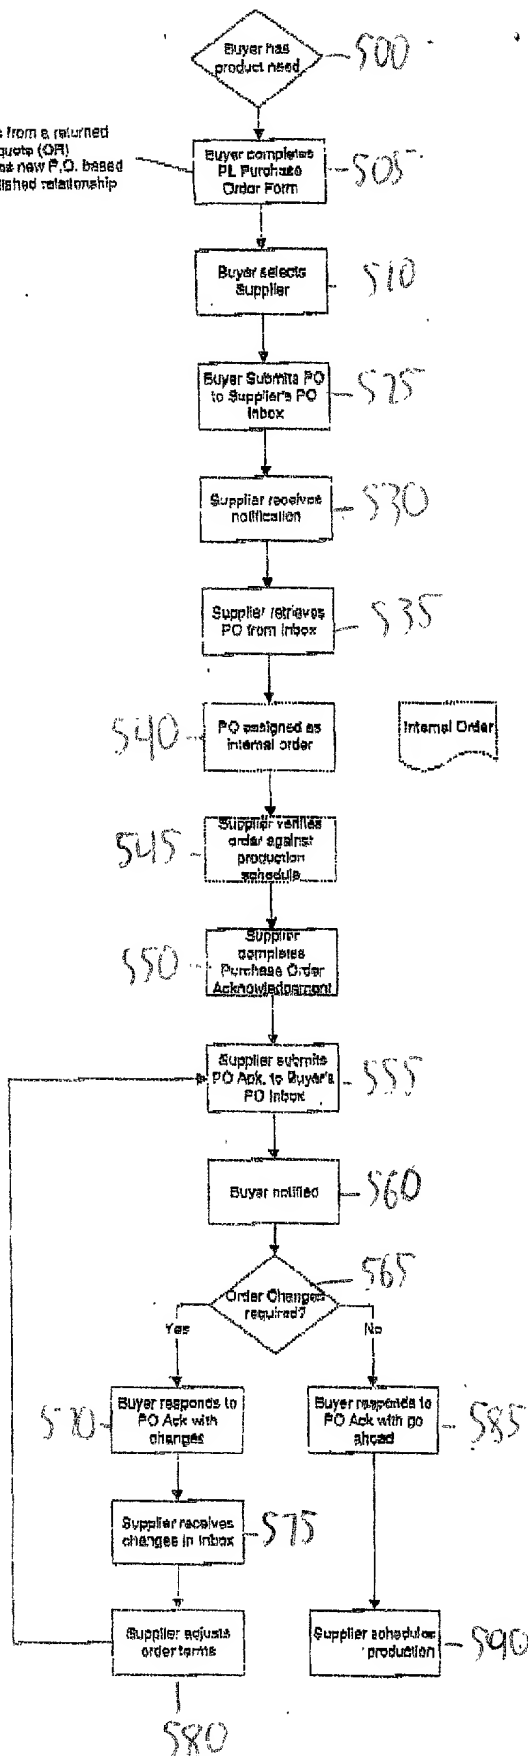 Buyer has
product need
500
from a returned
quote (OR)
as new P.O. based
lished relationship
Buyer completes
PL Purchase
Order Form
505
Buyer selects
Supplier
510
Buyer Submits PO
to Supplier's PO
Inbox
525
Supplier receives
notification
530
Supplier retrieves
PO from Inbox
535
540
PO assigned as
internal order
Internal Order
545
Supplier verifies
order against
production
schedule
550
Supplier
completes
Purchase Order
Acknowledgement
Supplier submits
PO Ack. to Buyer's
PO Inbox
555
Buyer notified
560
565
Order Changes
required?
Yes
No
570
Buyer responds to
PO Ack with
changes
Buyer responds to
PO Ack with go
ahead
585
Supplier receives
changes in Inbox
575
Supplier adjusts
order terms
Supplier schedules
production
590
580